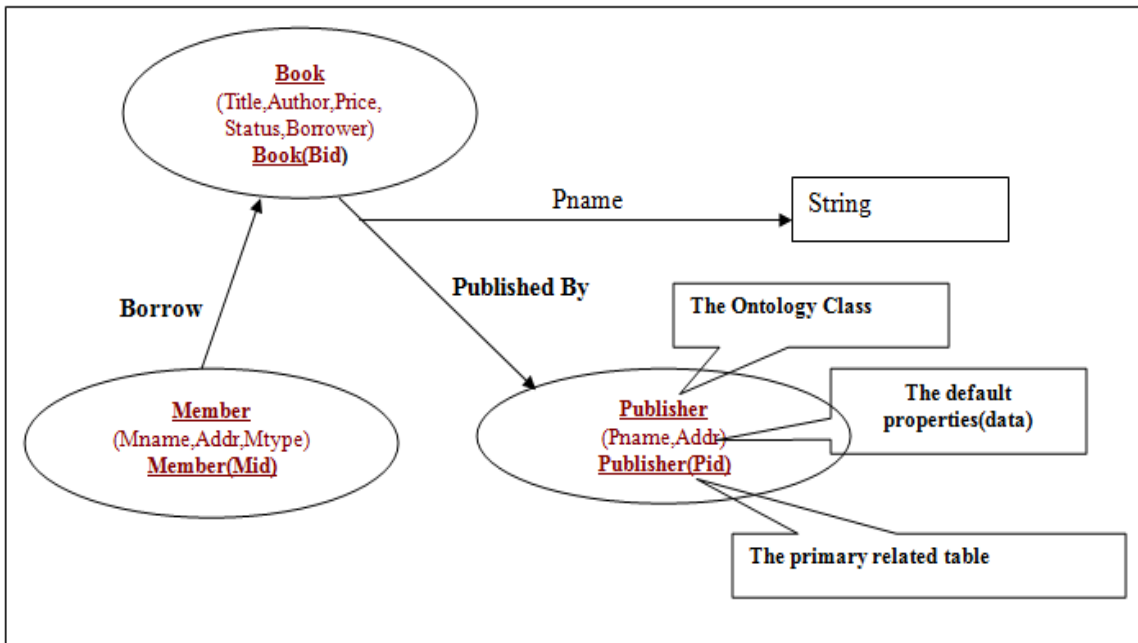 Book
(Title,Author,Price,
Status,Borrower)
Book(Bid)
Pname
String
Published By
Borrow
The Ontology Class
Member
(Mname,Addr,Mtype)
Member(Mid)
Publisher
(Pname,Addr)
Publisher(Pid)
The default
properties(data)
The primary related table